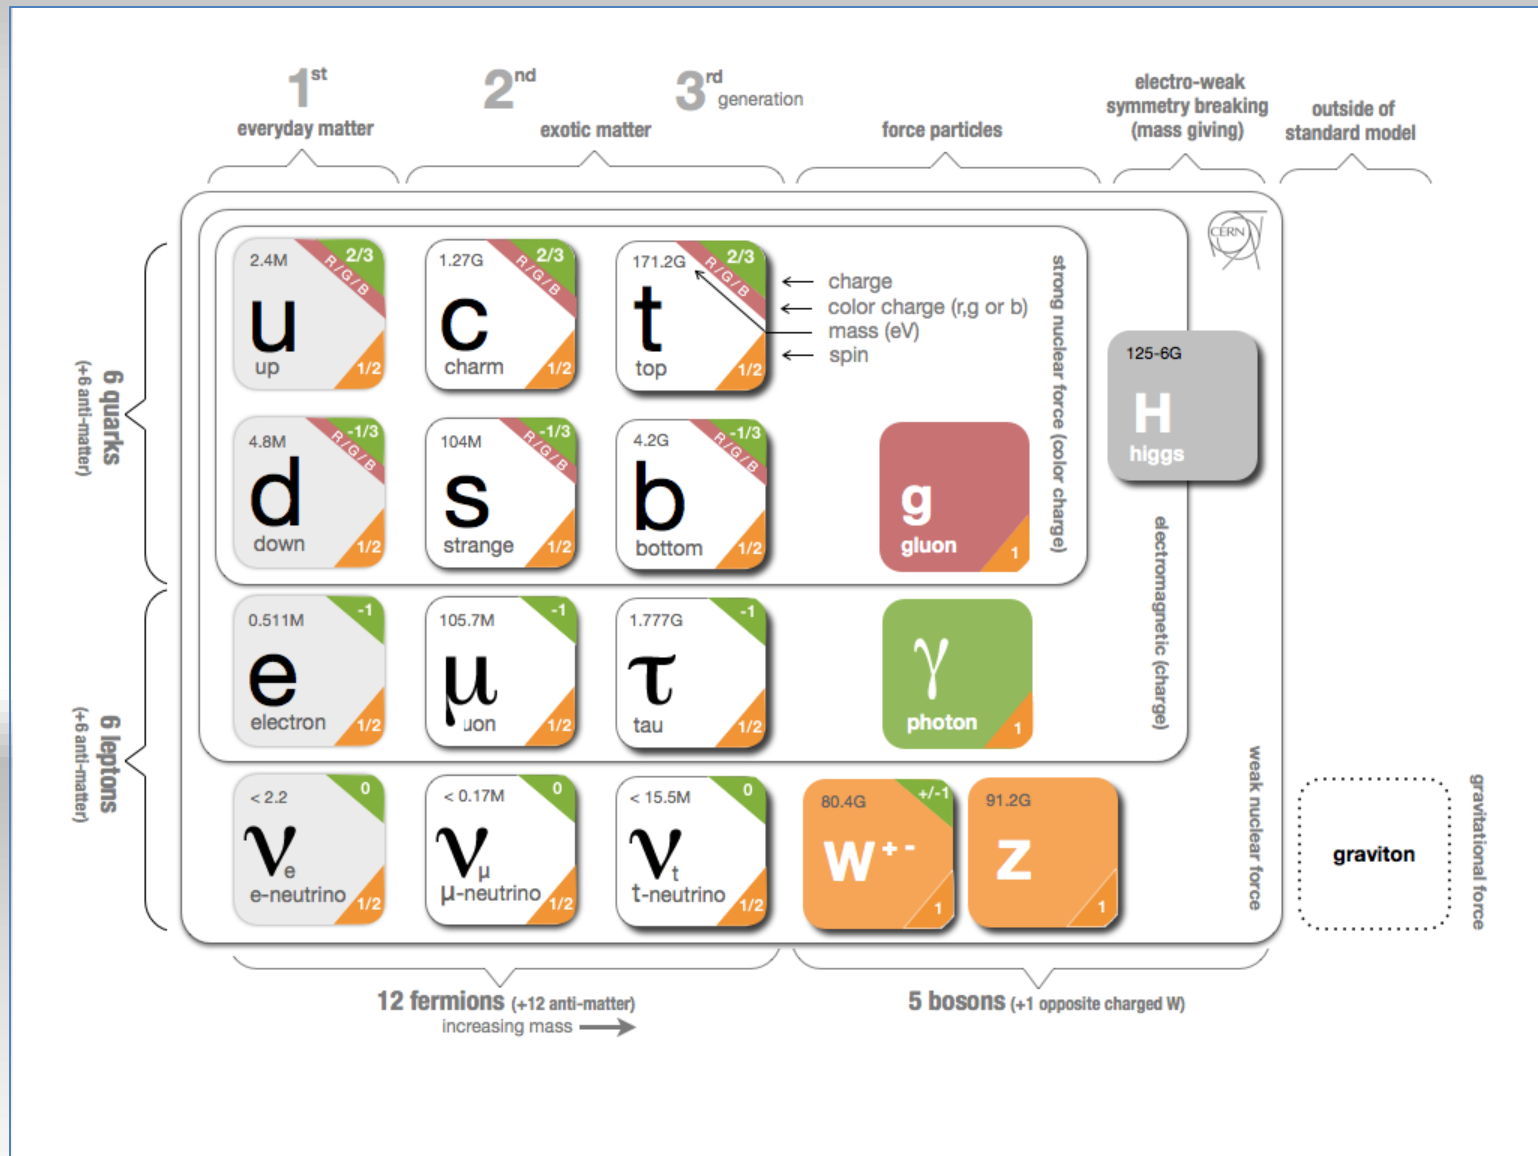 1st
2nd
3rd generation
everyday matter
exotic matter
force particles
electro-weak
symmetry breaking
(mass giving)
outside of
standard model
6 quarks
(+6 anti-matter)
6 leptons
(+6 anti-matter)
2.4M
2/3
R/G/B
u
up
1/2
1.27G
2/3
R/G/B
c
charm
1/2
171.2G
2/3
R/G/B
t
top
1/2
charge
color charge (r,g or b)
mass (eV)
spin
4.8M
-1/3
R/G/B
d
down
1/2
104M
-1/3
R/G/B
s
strange
1/2
4.2G
-1/3
R/G/B
b
bottom
1/2
g
gluon
1
strong nuclear force (color charge)
CERN
125-6G
H
higgs
0.511M
-1
e
electron
1/2
105.7M
-1
μ
uon
1/2
1.777G
-1
τ
tau
1/2
γ
photon
1
electromagnetic (charge)
< 2.2
0
νe
e-neutrino
1/2
< 0.17M
0
νμ
μ-neutrino
1/2
< 15.5M
0
νt
t-neutrino
1/2
80.4G
+/-1
W+-
1
91.2G
Z
1
weak nuclear force
graviton
gravitational force
12 fermions (+12 anti-matter)
increasing mass
5 bosons (+1 opposite charged W)